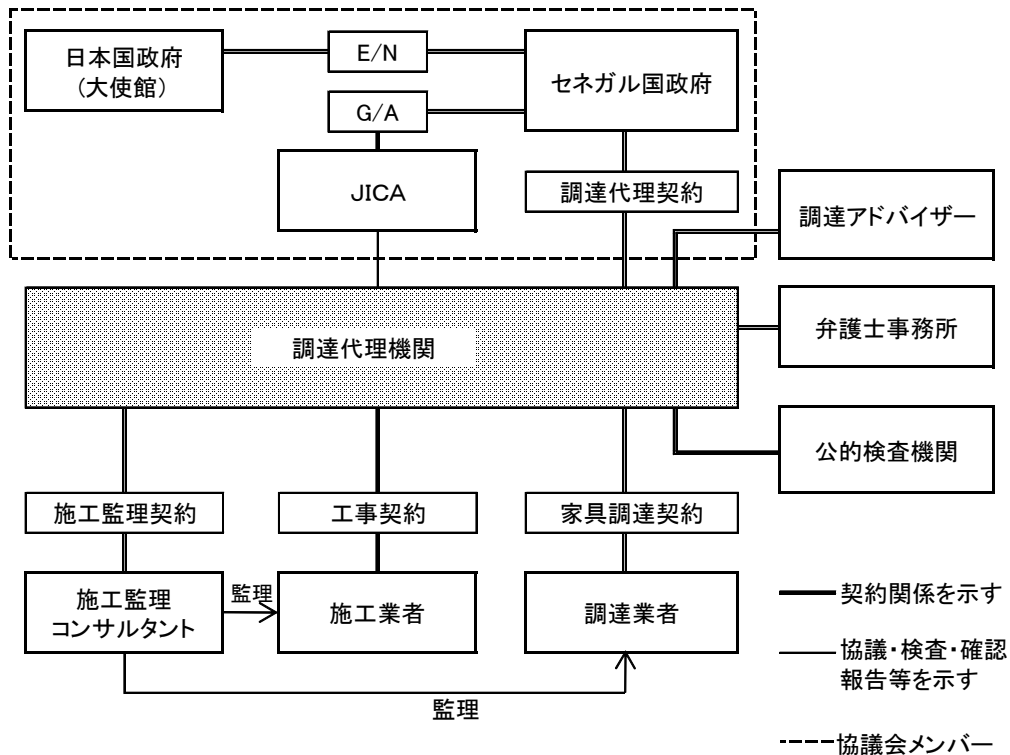 日本国政府
(大使館)
E/N
セネガル国政府
G/A
JICA
調達代理契約
調達アドバイザー
調達代理機関
弁護士事務所
公的検査機関
施工監理契約
工事契約
家具調達契約
施工監理
コンサルタント
監理
施工業者
調達業者
監理
契約関係を示す
協議・検査・確認
報告等を示す
協議会メンバー